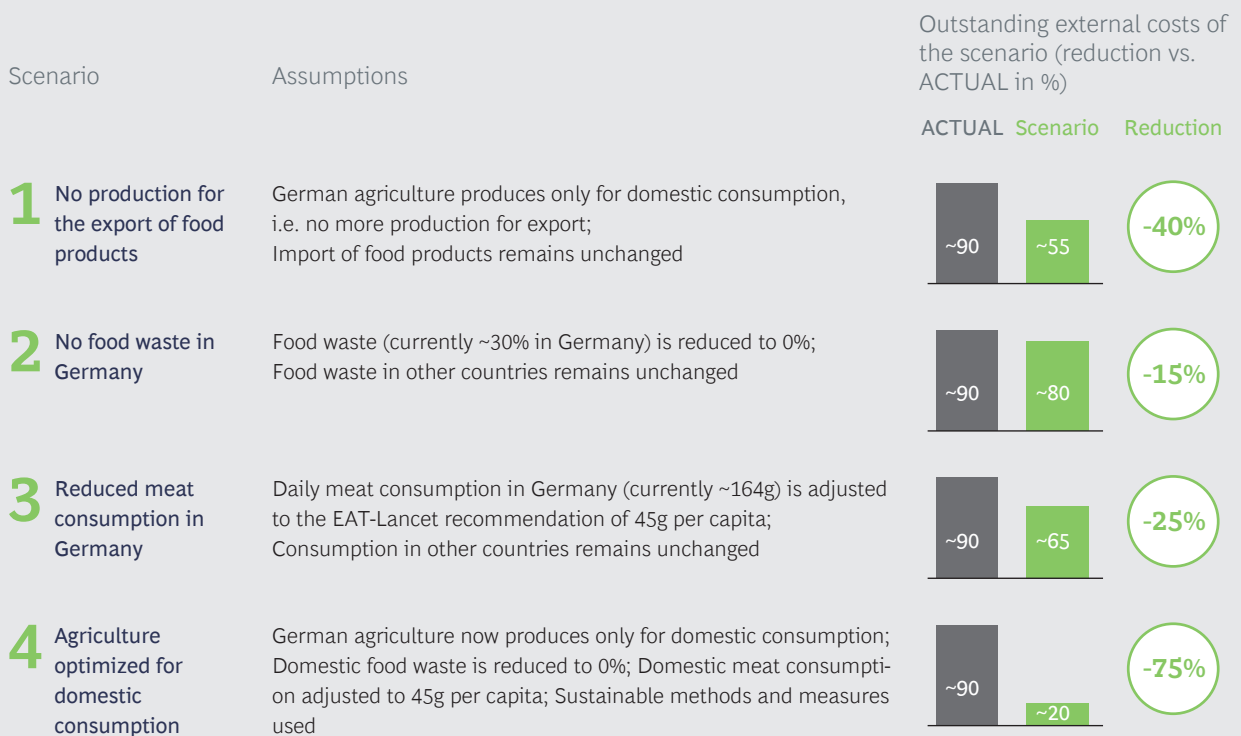 Outstanding external costs of
the scenario (reduction vs.
ACTUAL in %)
Scenario
Assumptions
ACTUAL Scenario Reduction
1
No production for
the export of food
products
German agriculture produces only for domestic consumption,
i.e. no more production for export;
Import of food products remains unchanged
~90
~55
-40%
2
No food waste in
Germany
Food waste (currently ~30% in Germany) is reduced to 0%;
Food waste in other countries remains unchanged
~90
~80
-15%
3
Reduced meat
consumption in
Germany
Daily meat consumption in Germany (currently ~164g) is adjusted
to the EAT-Lancet recommendation of 45g per capita;
Consumption in other countries remains unchanged
~90
~65
-25%
4
Agriculture
optimized for
domestic
consumption
German agriculture now produces only for domestic consumption;
Domestic food waste is reduced to 0%; Domestic meat consumpti-
on adjusted to 45g per capita; Sustainable methods and measures
used
~90
~20
-75%